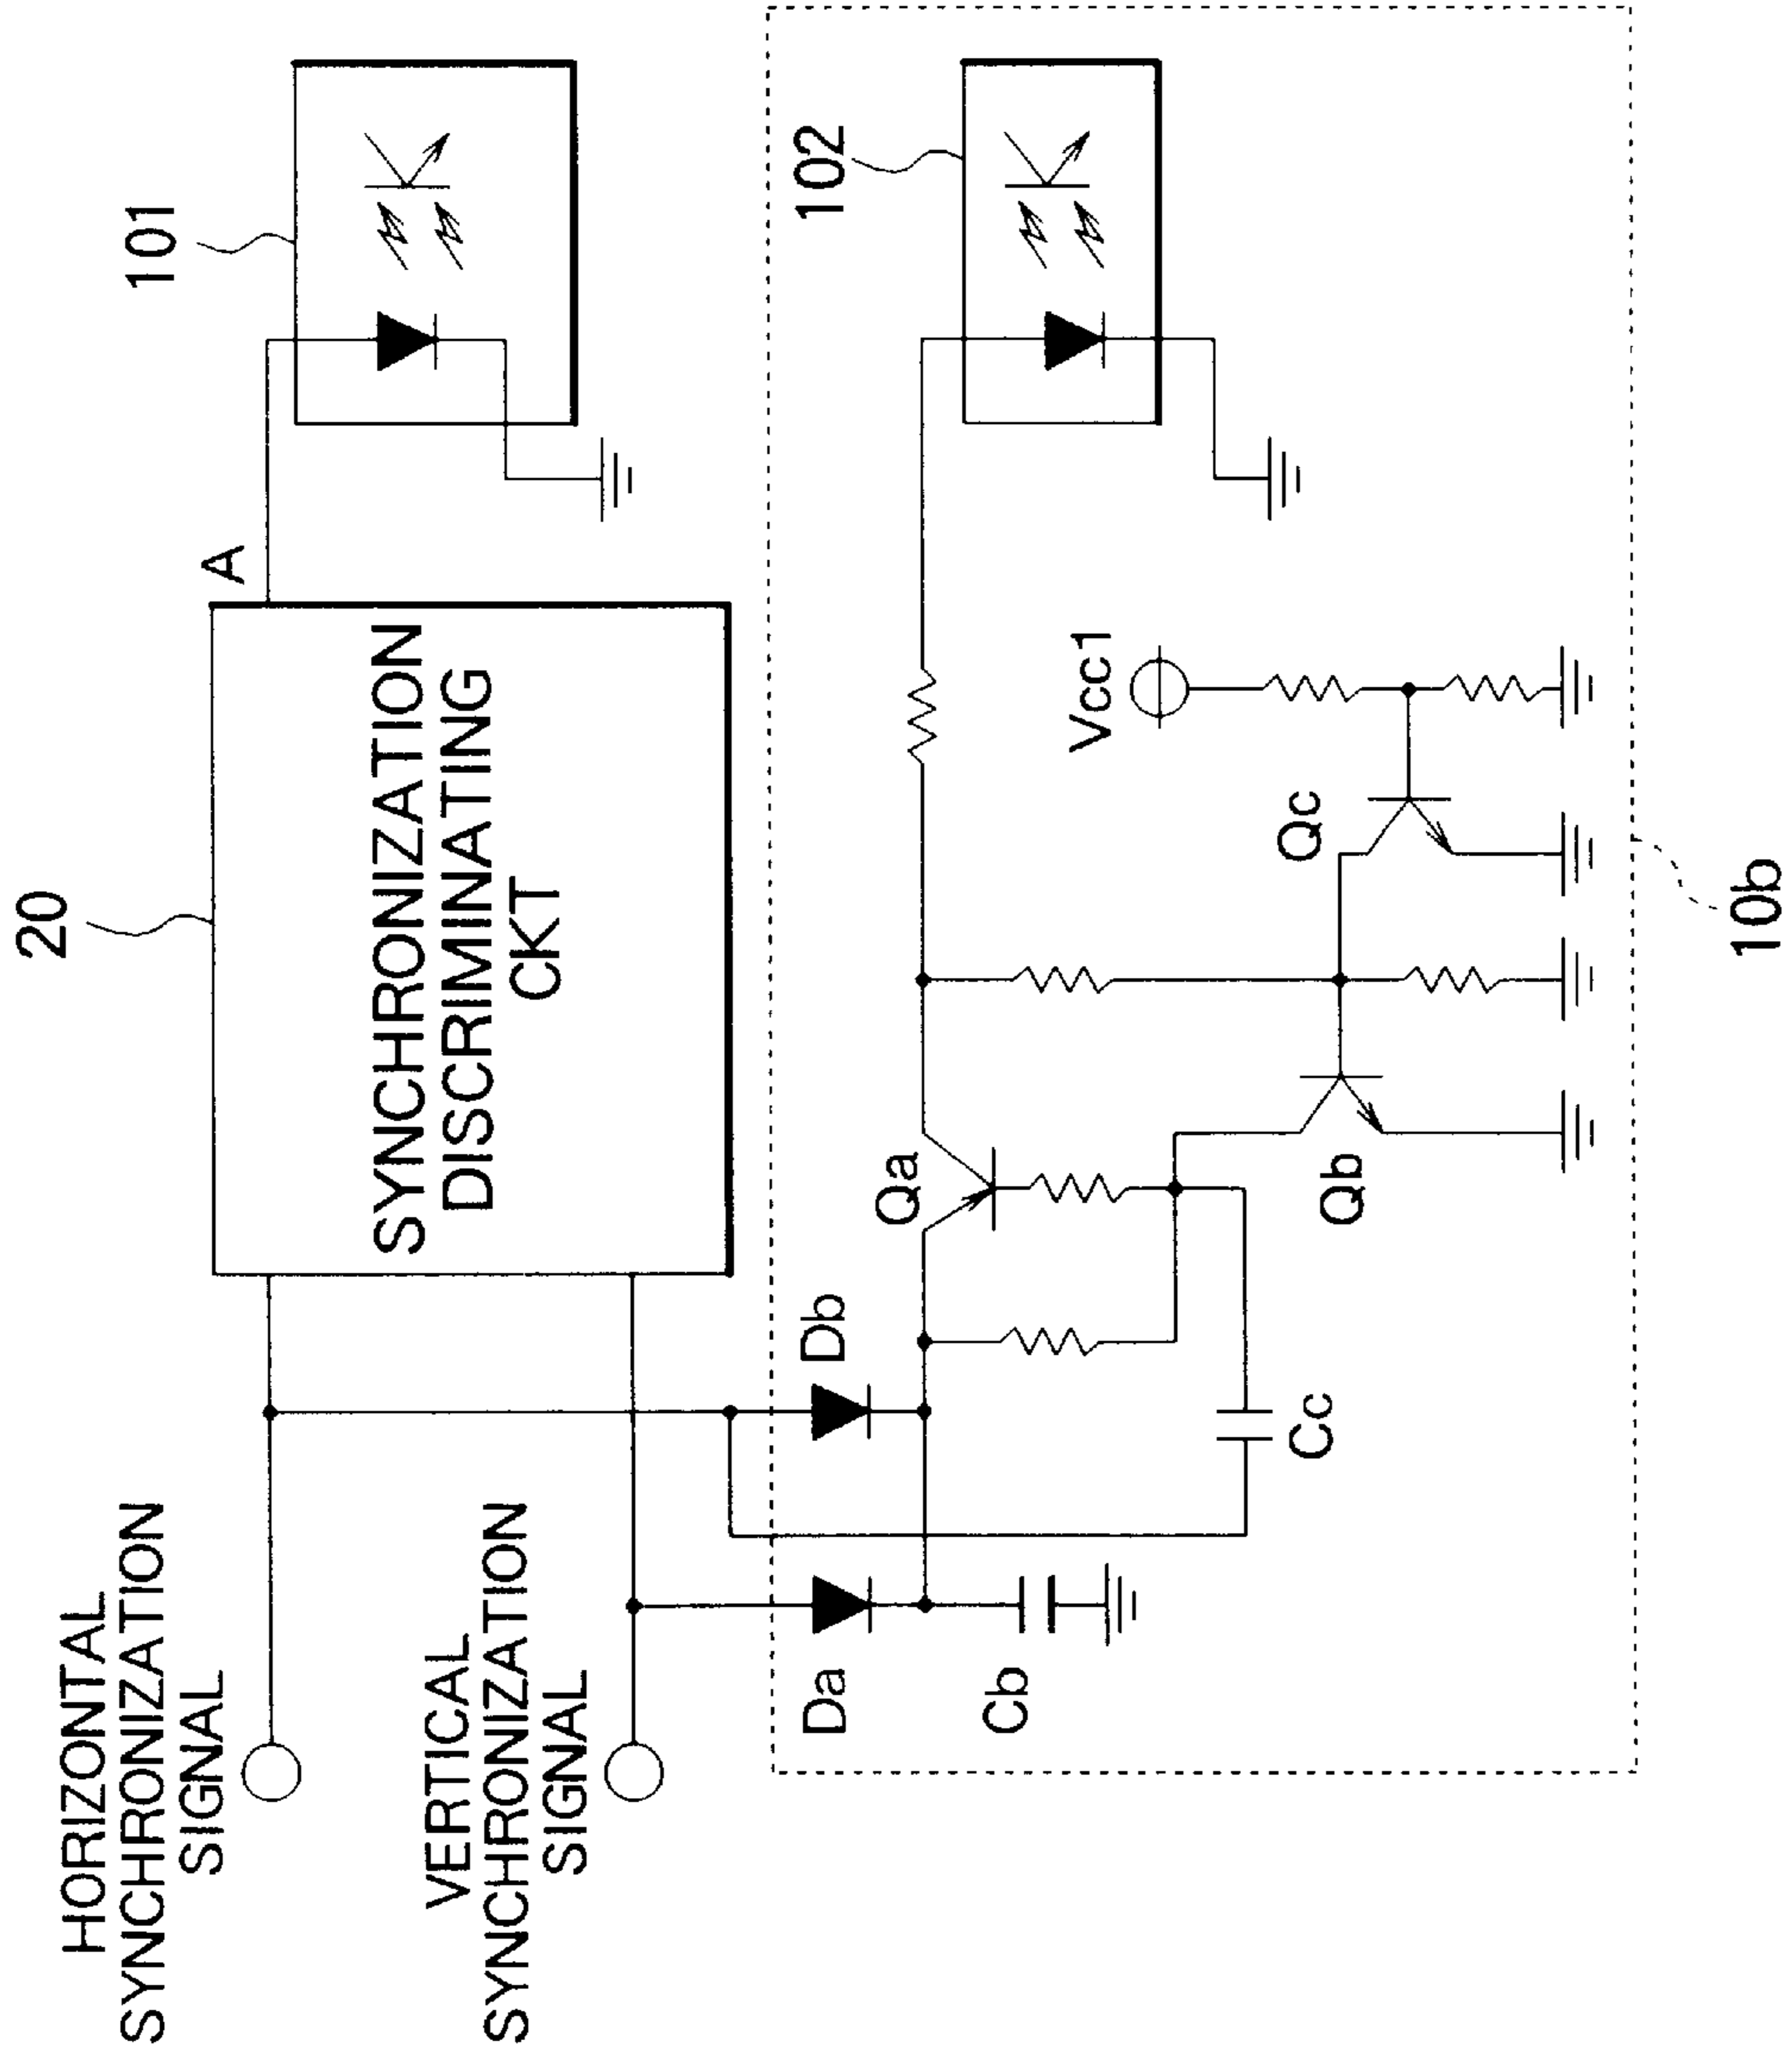 HORIZONTAL
SYNCHRONIZATION
SIGNAL
VERTICAL
SYNCHRONIZATION
SIGNAL
20
SYNCHRONIZATION
DISCRIMINATING
CKT
A
101
102
Da
Db
Cb
Cc
Qa
Qb
Qc
Vcc1
10b